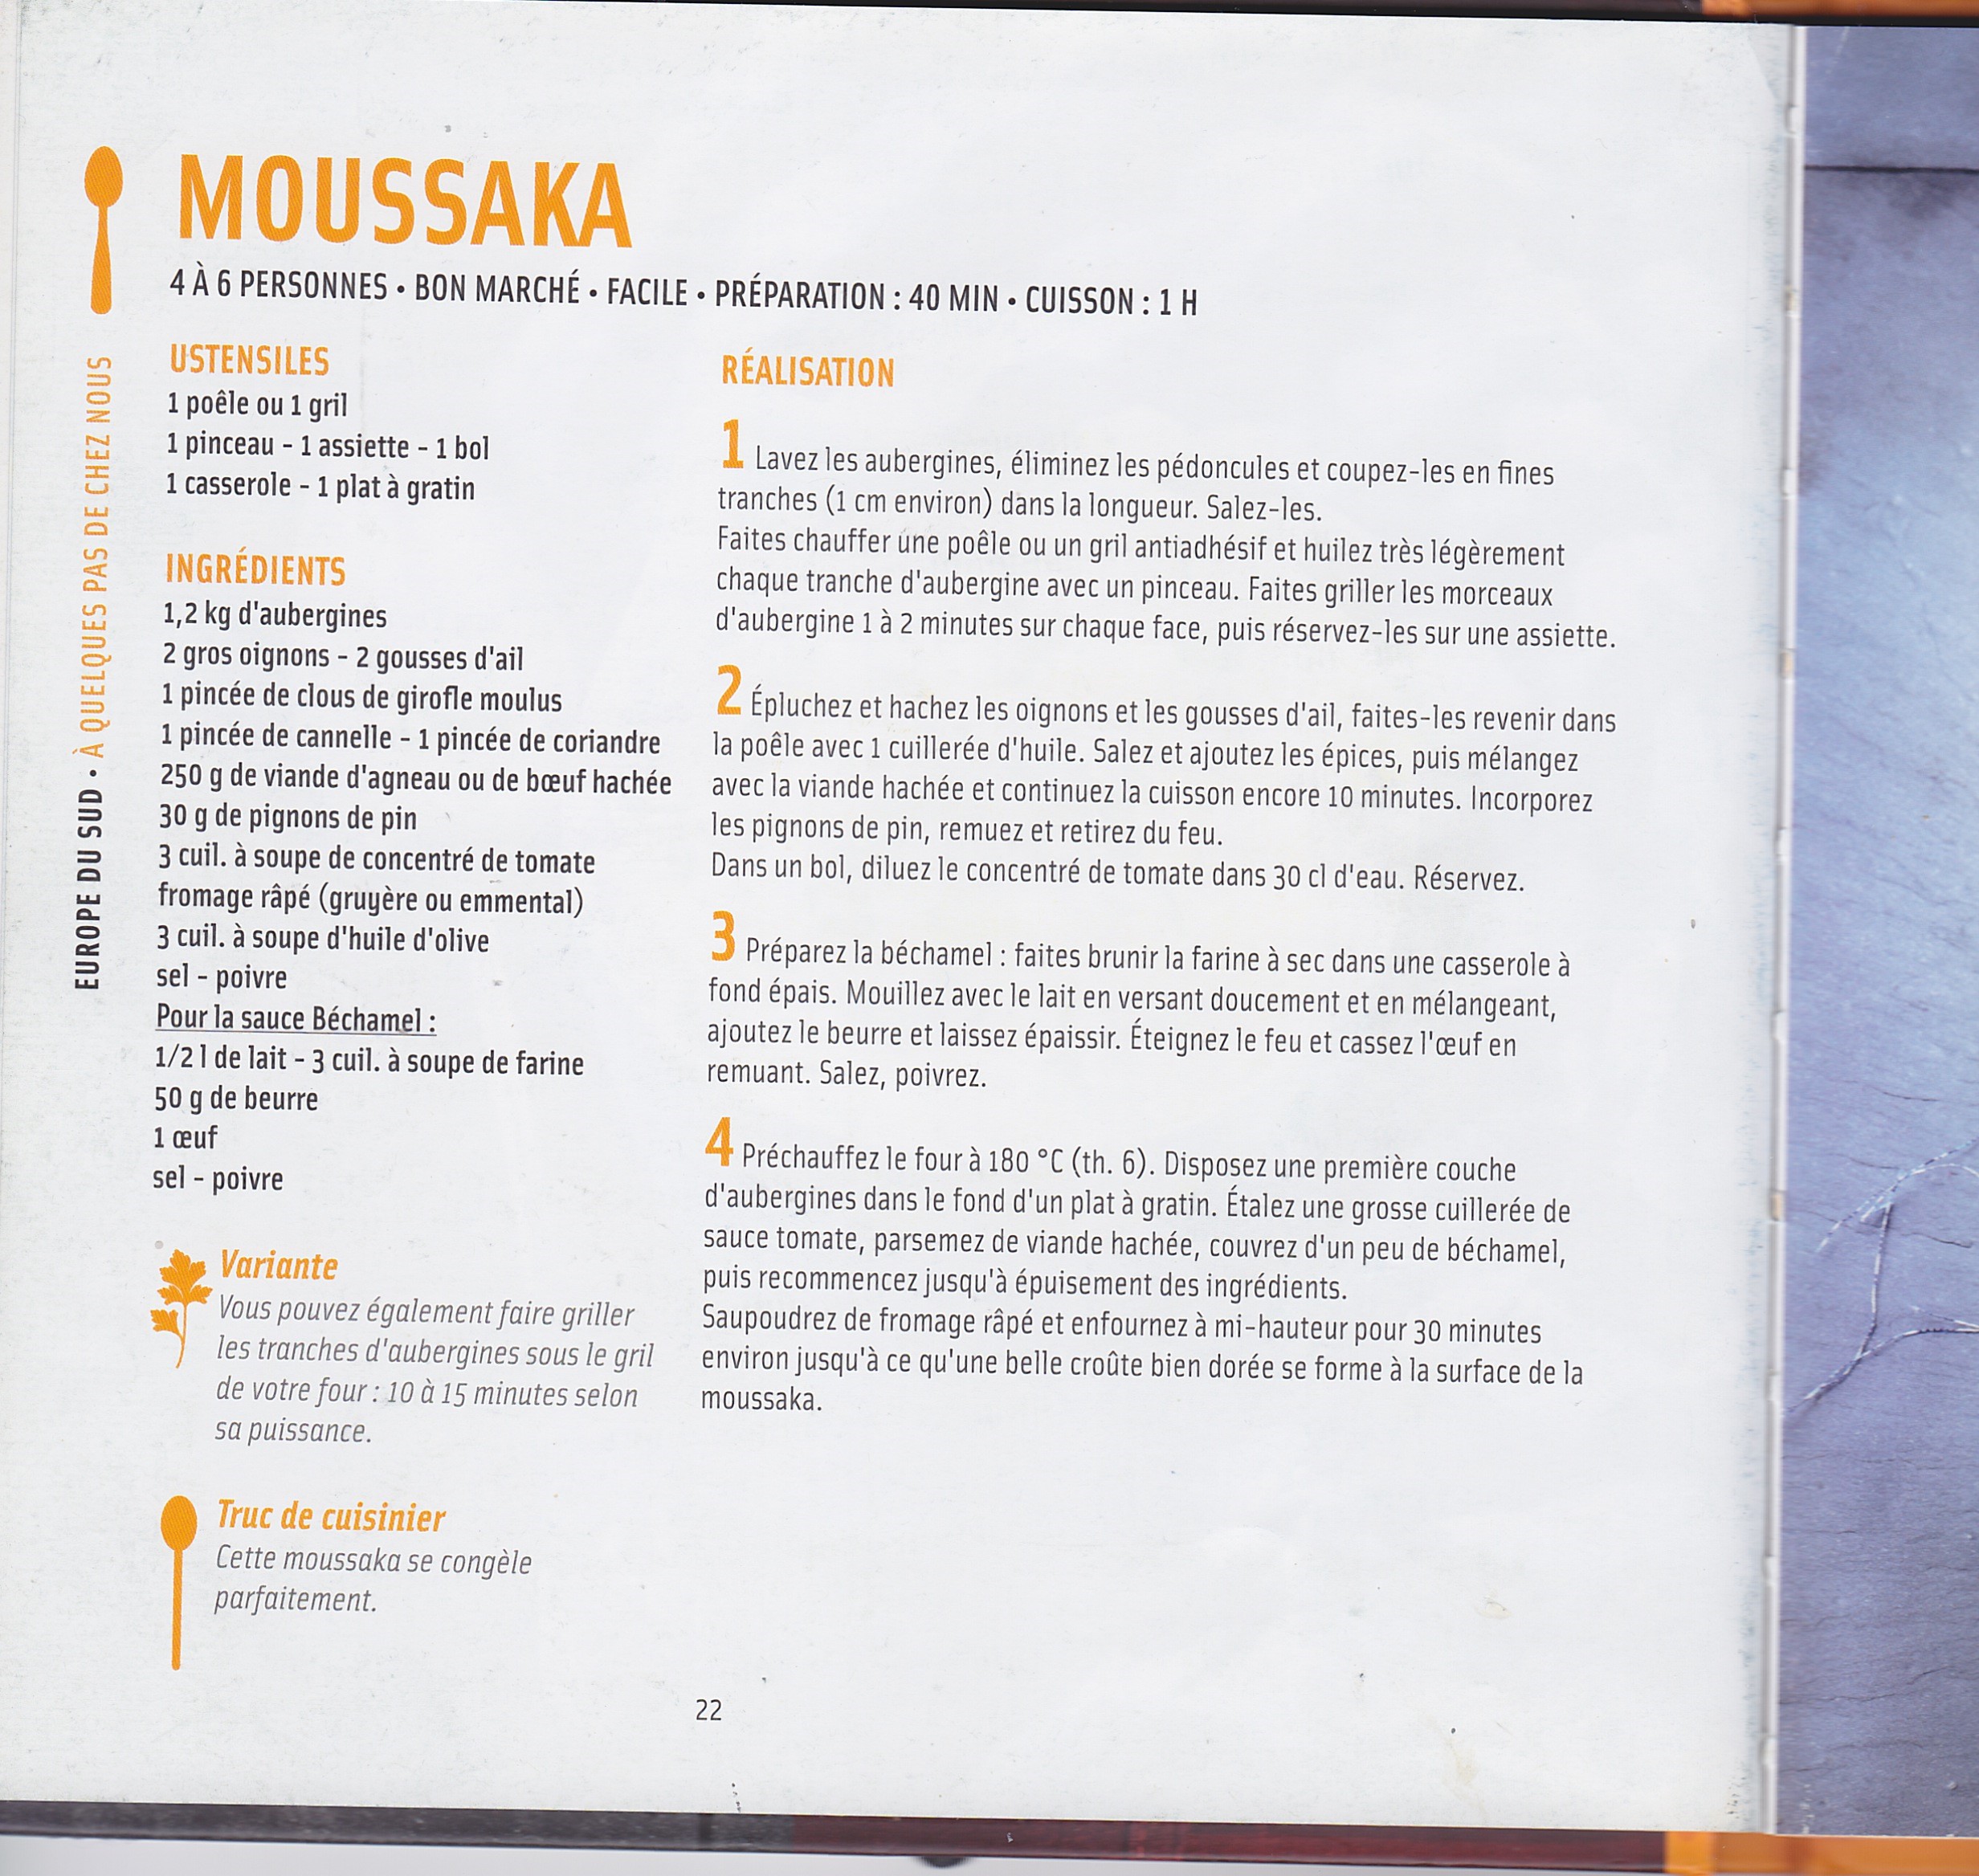 MOUSSAKA
4 À 6 PERSONNES • BON MARCHÉ • FACILE • PRÉPARATION : 40 MIN • CUISSON : 1 H
EUROPE DU SUD • À QUELQUES PAS DE CHEZ NOUS
USTENSILES
1 poêle ou 1 gril
1 pinceau – 1 assiette – 1 bol
1 casserole – 1 plat à gratin
INGRÉDIENTS
1,2 kg d'aubergines
2 gros oignons – 2 gousses d'ail
1 pincée de clous de girofle moulus
1 pincée de cannelle – 1 pincée de coriandre
250 g de viande d'agneau ou de bœuf hachée
30 g de pignons de pin
3 cuil. à soupe de concentré de tomate
fromage râpé (gruyère ou emmental)
3 cuil. à soupe d'huile d'olive
sel – poivre
Pour la sauce Béchamel :
1/2 l de lait – 3 cuil. à soupe de farine
50 g de beurre
1 œuf
sel – poivre
Variante
Vous pouvez également faire griller
les tranches d'aubergines sous le gril
de votre four : 10 à 15 minutes selon
sa puissance.
Truc de cuisinier
Cette moussaka se congèle
parfaitement.
RÉALISATION
1 Lavez les aubergines, éliminez les pédoncules et coupez-les en fines
tranches (1 cm environ) dans la longueur. Salez-les.
Faites chauffer une poêle ou un gril antiadhésif et huilez très légèrement
chaque tranche d'aubergine avec un pinceau. Faites griller les morceaux
d'aubergine 1 à 2 minutes sur chaque face, puis réservez-les sur une assiette.
2 Épluchez et hachez les oignons et les gousses d'ail, faites-les revenir dans
la poêle avec 1 cuillerée d'huile. Salez et ajoutez les épices, puis mélangez
avec la viande hachée et continuez la cuisson encore 10 minutes. Incorporez
les pignons de pin, remuez et retirez du feu.
Dans un bol, diluez le concentré de tomate dans 30 cl d'eau. Réservez.
3 Préparez la béchamel : faites brunir la farine à sec dans une casserole à
fond épais. Mouillez avec le lait en versant doucement et en mélangeant,
ajoutez le beurre et laissez épaissir. Éteignez le feu et cassez l'œuf en
remuant. Salez, poivrez.
4 Préchauffez le four à 180 °C (th. 6). Disposez une première couche
d'aubergines dans le fond d'un plat à gratin. Étalez une grosse cuillerée de
sauce tomate, parsemez de viande hachée, couvrez d'un peu de béchamel,
puis recommencez jusqu'à épuisement des ingrédients.
Saupoudrez de fromage râpé et enfournez à mi-hauteur pour 30 minutes
environ jusqu'à ce qu'une belle croûte bien dorée se forme à la surface de la
moussaka.
22